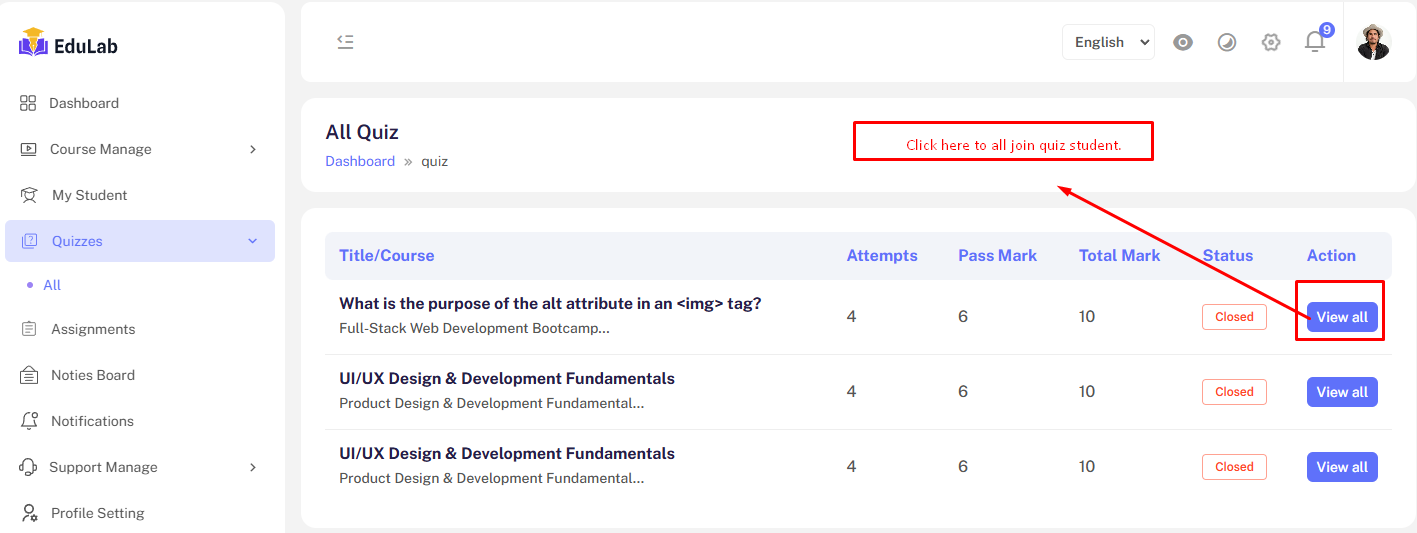 EduLab
Dashboard
Course Manage
My Student
Quizzes
All
Assignments
Noties Board
Notifications
Support Manage
Profile Setting
English
9
All Quiz
Dashboard » quiz
Click here to all join quiz student.
Title/Course Attempts Pass Mark Total Mark Status Action
What is the purpose of the alt attribute in an <img> tag?
Full-Stack Web Development Bootcamp...
4 6 10 Closed View all
UI/UX Design & Development Fundamentals
Product Design & Development Fundamental...
4 6 10 Closed View all
UI/UX Design & Development Fundamentals
Product Design & Development Fundamental...
4 6 10 Closed View all